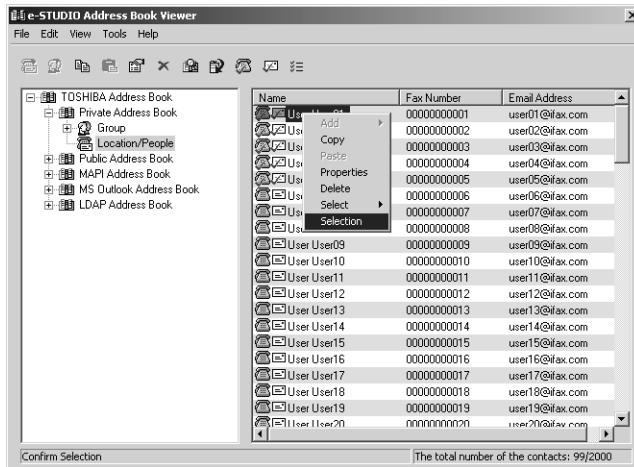 e-STUDIO Address Book Viewer
File Edit View Tools Help
TOSHIBA Address Book
Private Address Book
Group
Location/People
Public Address Book
MAPI Address Book
MS Outlook Address Book
LDAP Address Book
Name Fax Number Email Address
00000000001 user01@ifax.com
00000000002 user02@ifax.com
00000000003 user03@ifax.com
00000000004 user04@ifax.com
00000000005 user05@ifax.com
00000000006 user06@ifax.com
00000000007 user07@ifax.com
00000000008 user08@ifax.com
User User09 00000000009 user09@ifax.com
User User10 00000000010 user10@ifax.com
User User11 00000000011 user11@ifax.com
User User12 00000000012 user12@ifax.com
User User13 00000000013 user13@ifax.com
User User14 00000000014 user14@ifax.com
User User15 00000000015 user15@ifax.com
User User16 00000000016 user16@ifax.com
User User17 00000000017 user17@ifax.com
User User18 00000000018 user18@ifax.com
User User19 00000000019 user19@ifax.com
User User20 00000000020 user20@ifax.com
Add
Copy
Paste
Properties
Delete
Select
Selection
Confirm Selection
The total number of the contacts: 99/2000